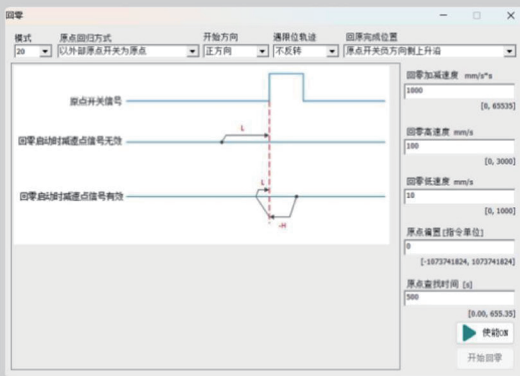 回零
模式 原点回归方式 开始方向 遇限位轨迹 回原完成位置
20 以外部原点开关为原点 正方向 不反转 原点开关负方向侧上升沿
原点开关信号
回零启动时减速点信号无效
L
回零启动时减速点信号有效
L
-H
回零加减速度 mm/s*s
1000
[0, 65535]
回零高速度 mm/s
100
[0, 3000]
回零低速度 mm/s
10
[0, 1000]
原点偏置[指令单位]
0
[-1073741824, 1073741824]
原点查找时间 [s]
500
[0.00, 655.35]
使能ON
开始回零